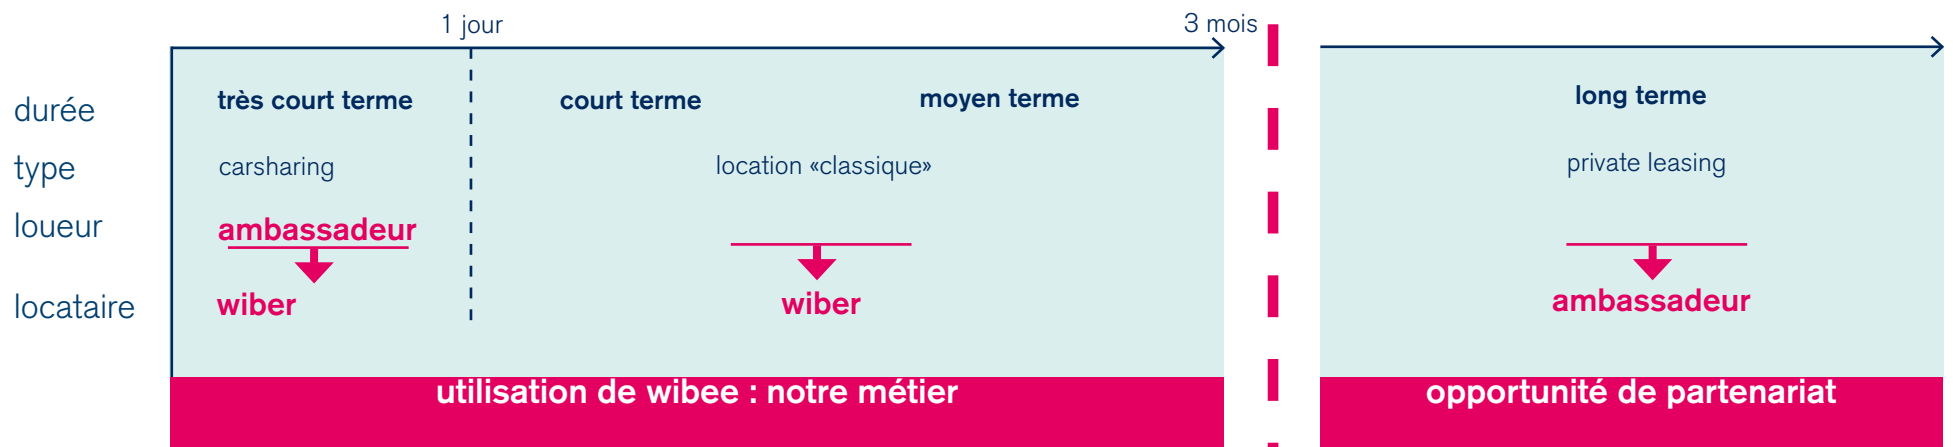 1 jour
3 mois
durée
très court terme
court terme
moyen terme
long terme
type
carsharing
location «classique»
private leasing
loueur
ambassadeur
locataire
wiber
wiber
ambassadeur
utilisation de wibee : notre métier
opportunité de partenariat